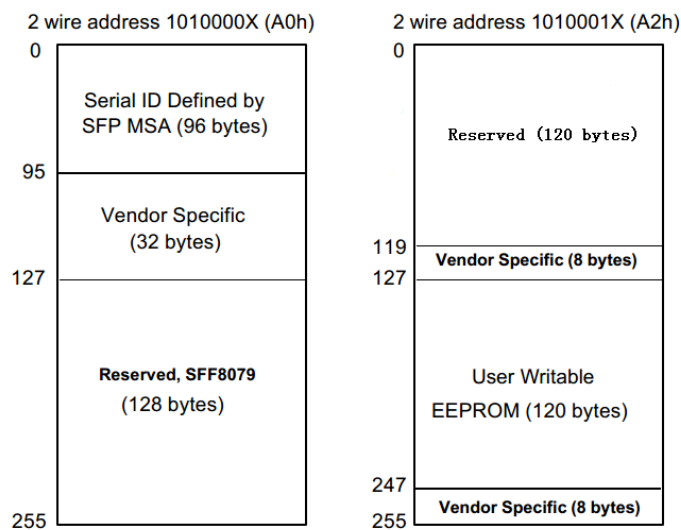 2 wire address 1010000X (A0h)
0
Serial ID Defined by
SFP MSA (96 bytes)
95
Vendor Specific
(32 bytes)
127
Reserved, SFF8079
(128 bytes)
255
2 wire address 1010001X (A2h)
0
Reserved (120 bytes)
119
Vendor Specific (8 bytes)
127
User Writable
EEPROM (120 bytes)
247
Vendor Specific (8 bytes)
255